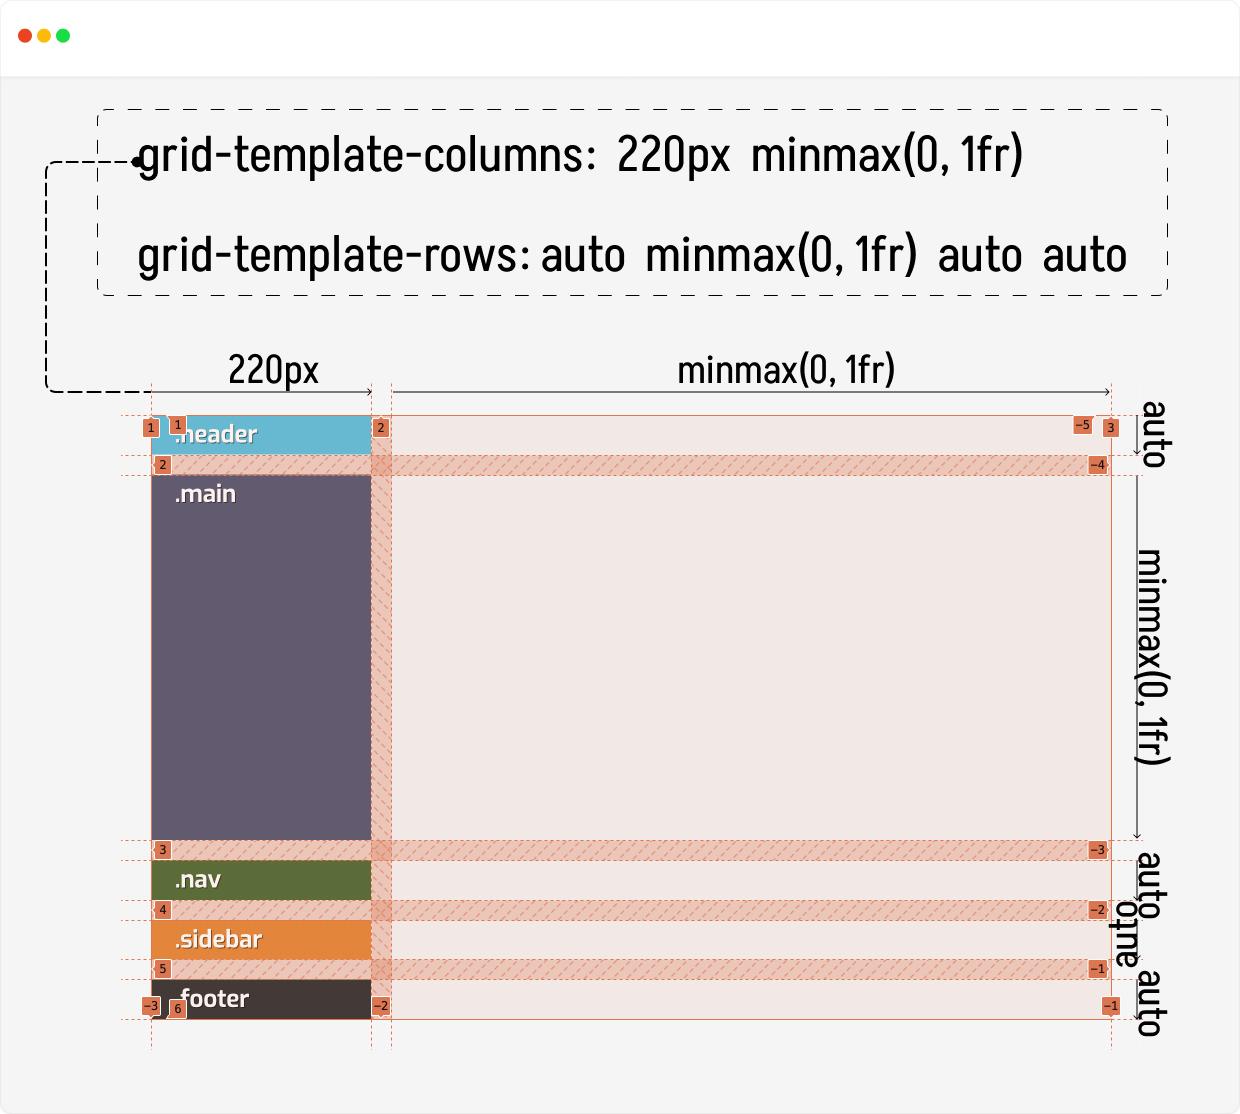 grid-template-columns: 220px minmax(0, 1fr)
grid-template-rows: auto minmax(0, 1fr) auto auto
220px
minmax(0, 1fr)
1
1
.header
2
-5
3
auto
2
-4
.main
minmax(0, 1fr)
3
-3
.nav
auto
4
-2
.sidebar
auto
5
-1
.footer
auto
-3
6
-2
-1